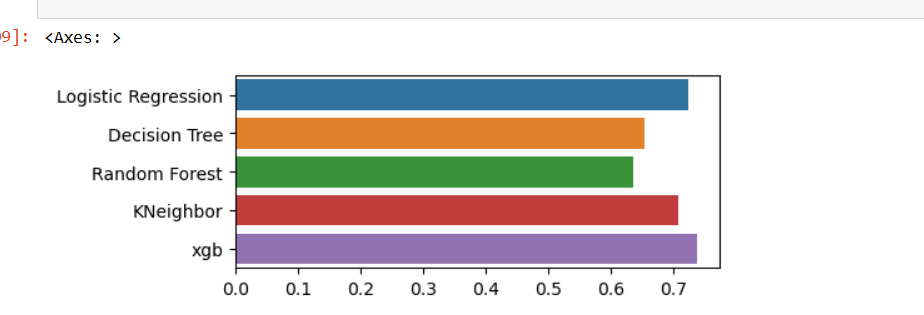 9]: <Axes: >
Logistic Regression
Decision Tree
Random Forest
KNeighbor
xgb
0.0 0.1 0.2 0.3 0.4 0.5 0.6 0.7